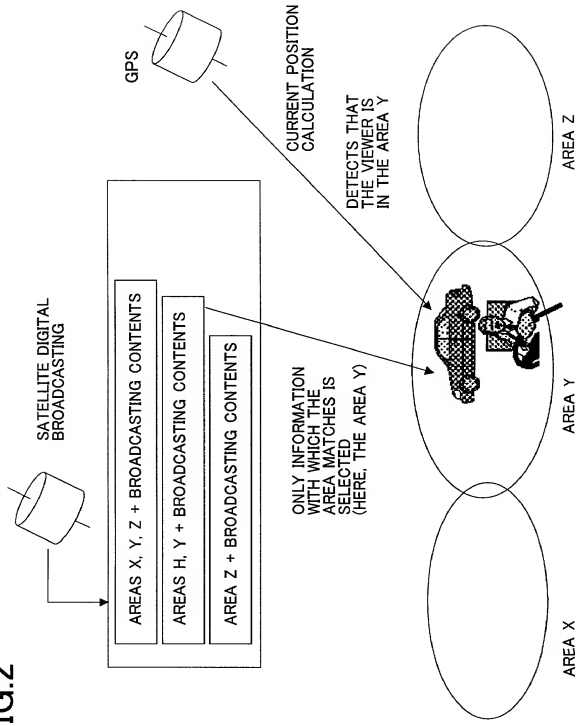 FIG.2
SATELLITE DIGITAL
BROADCASTING
GPS
AREAS X, Y, Z + BROADCASTING CONTENTS
AREAS H, Y + BROADCASTING CONTENTS
AREA Z + BROADCASTING CONTENTS
CURRENT POSITION
CALCULATION
ONLY INFORMATION
WITH WHICH THE
AREA MATCHES IS
SELECTED
(HERE, THE AREA Y)
DETECTS THAT
THE VIEWER IS
IN THE AREA Y
AREA X
AREA Y
AREA Z